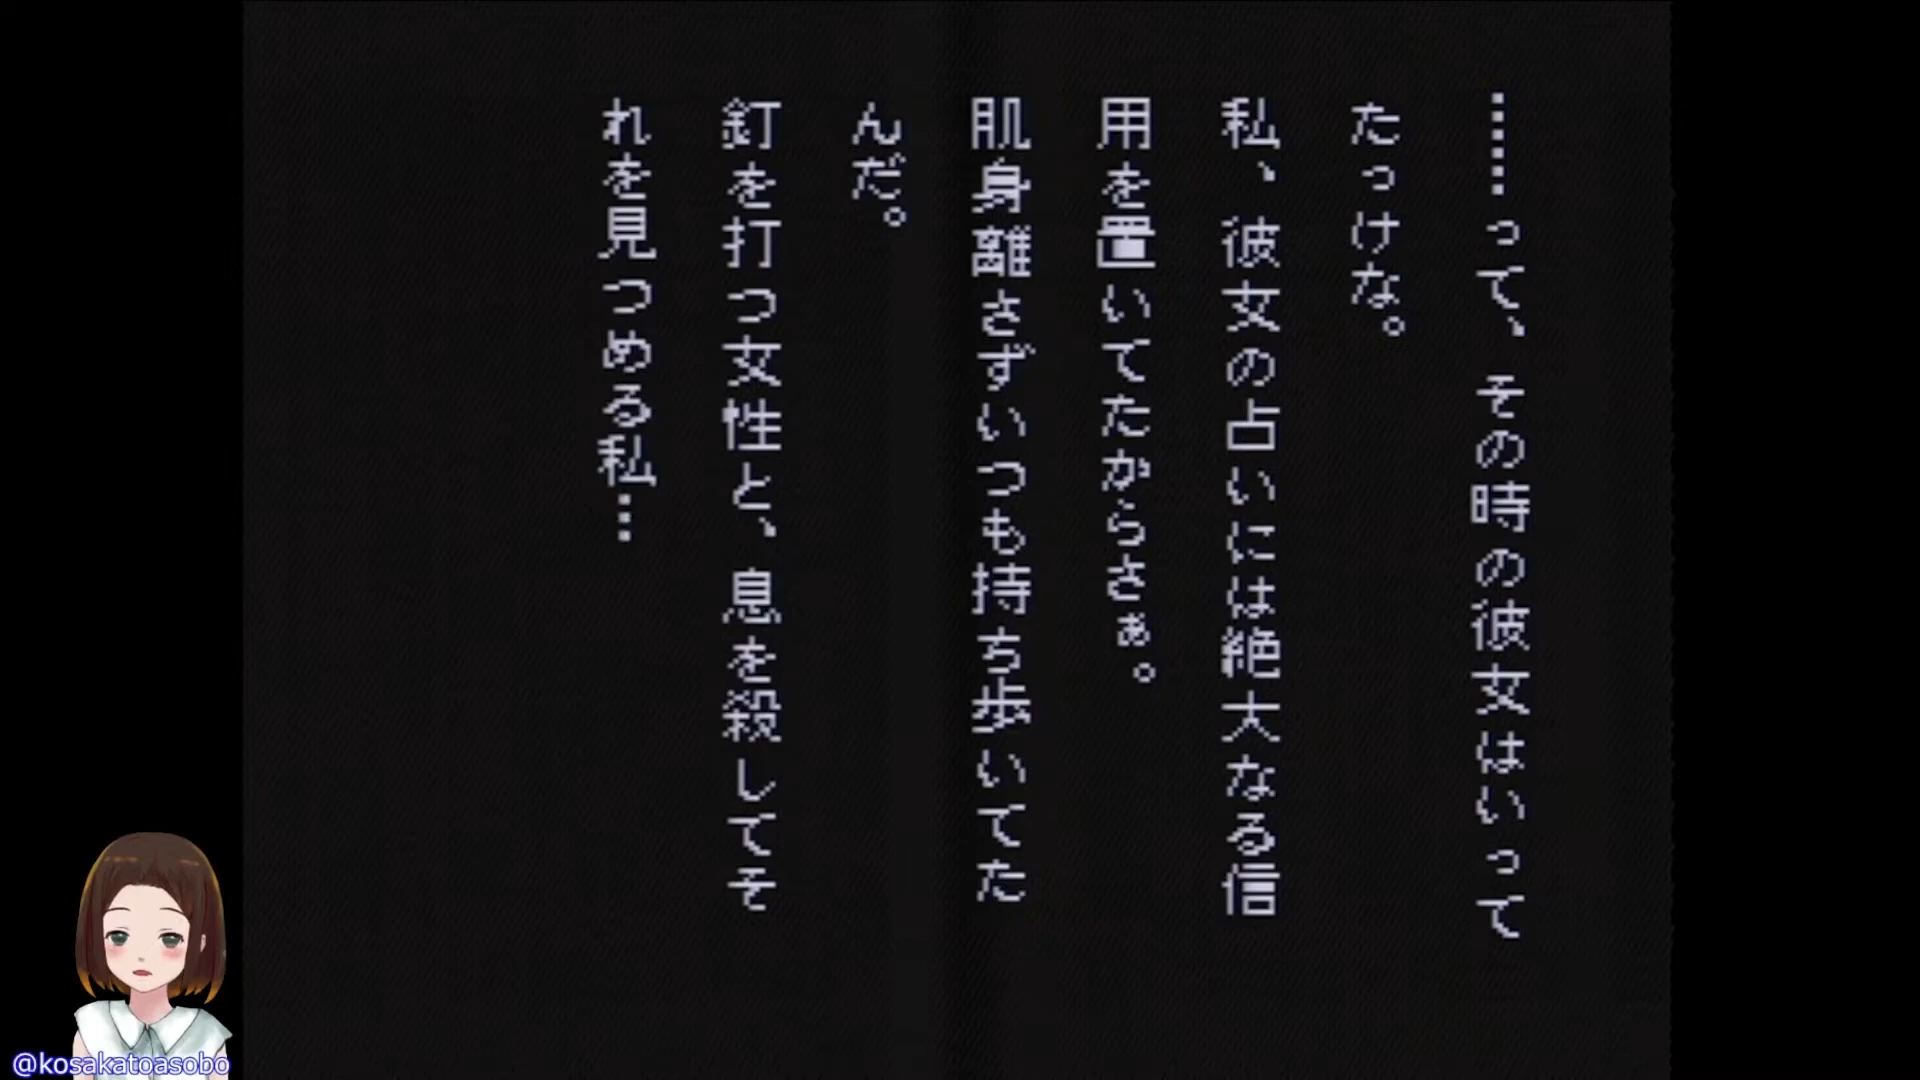 ……って、その時の彼女はいって
たっけな。
私、彼女の占いには絶大なる信
用を置いてたからさぁ。
肌身離さずいつも持ち歩いてた
んだ。
釘を打つ女性と、息を殺してそ
れを見つめる私…
@kosakatoasobo